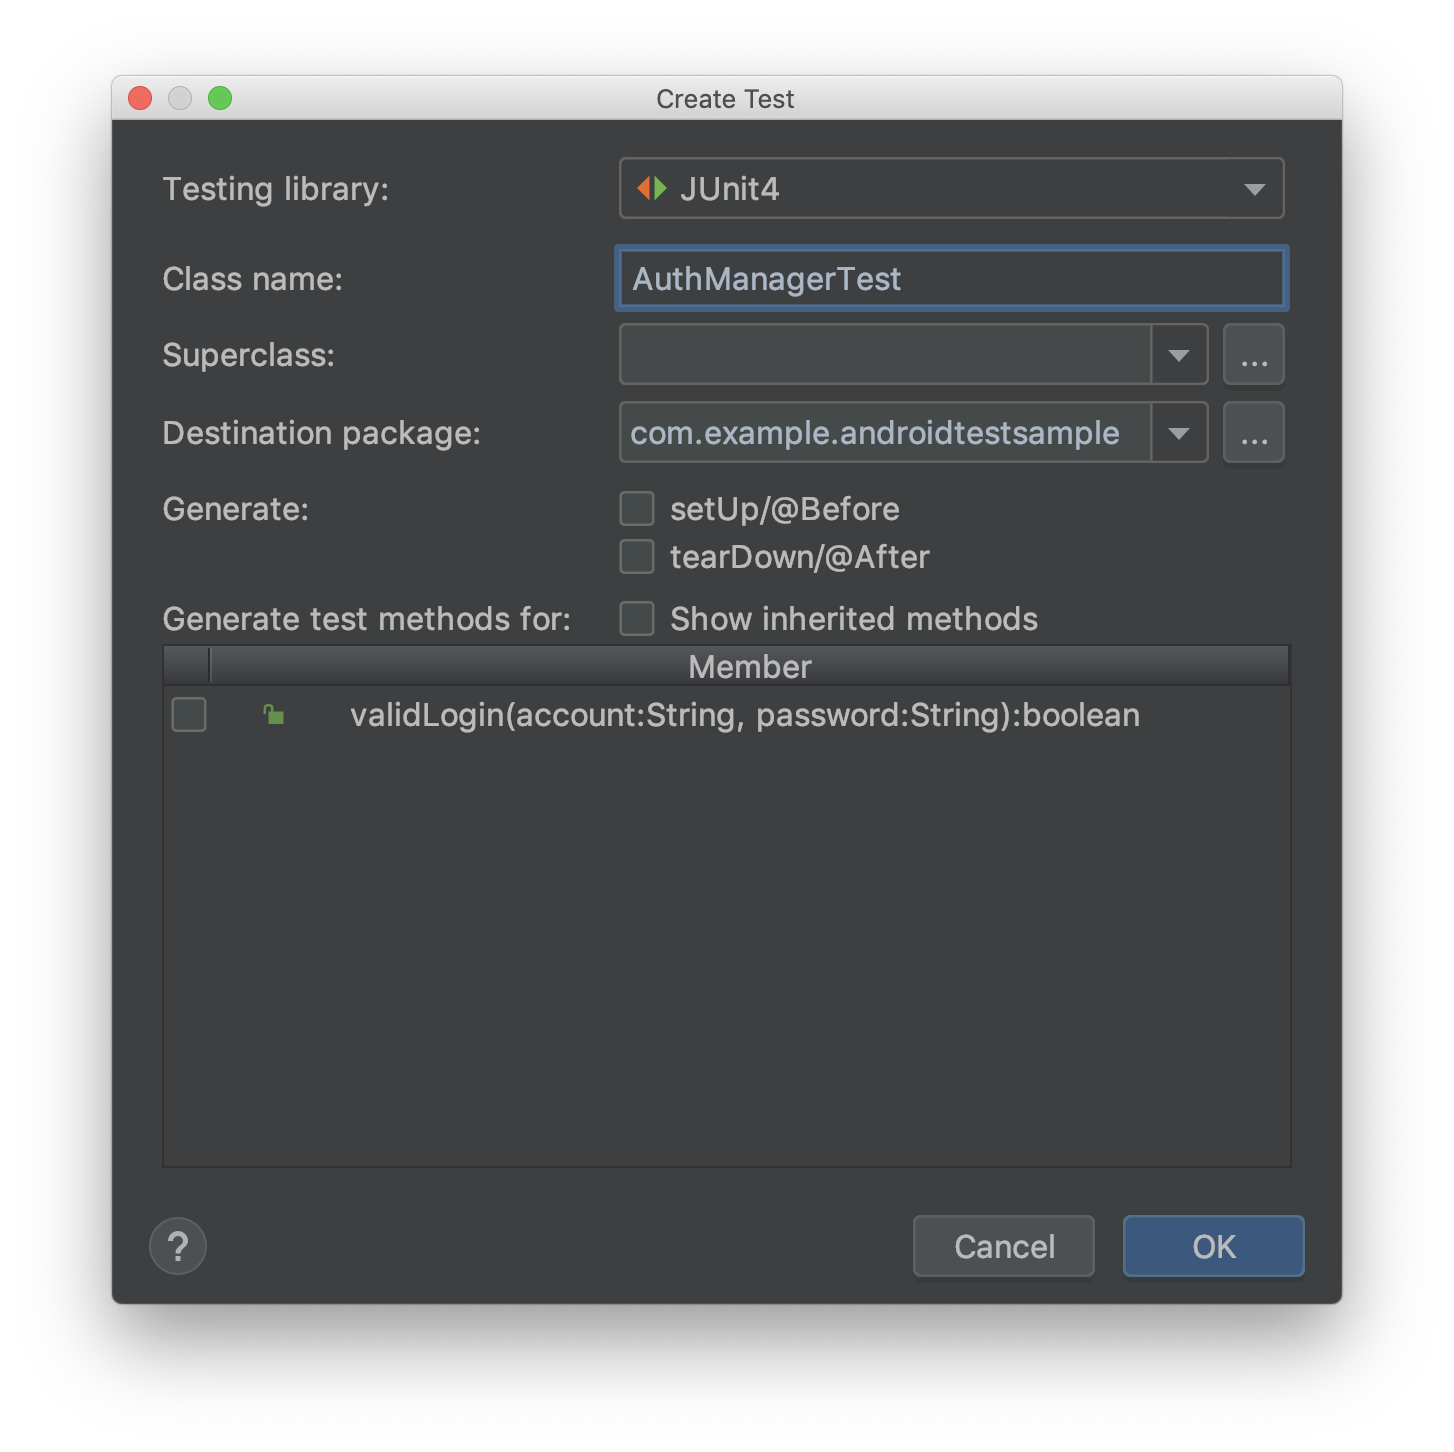 Create Test
Testing library: JUnit4
Class name: AuthManagerTest
Superclass: ...
Destination package: com.example.androidtestsample ...
Generate: setUp/@Before
tearDown/@After
Generate test methods for: Show inherited methods
Member
validLogin(account:String, password:String):boolean
? Cancel OK